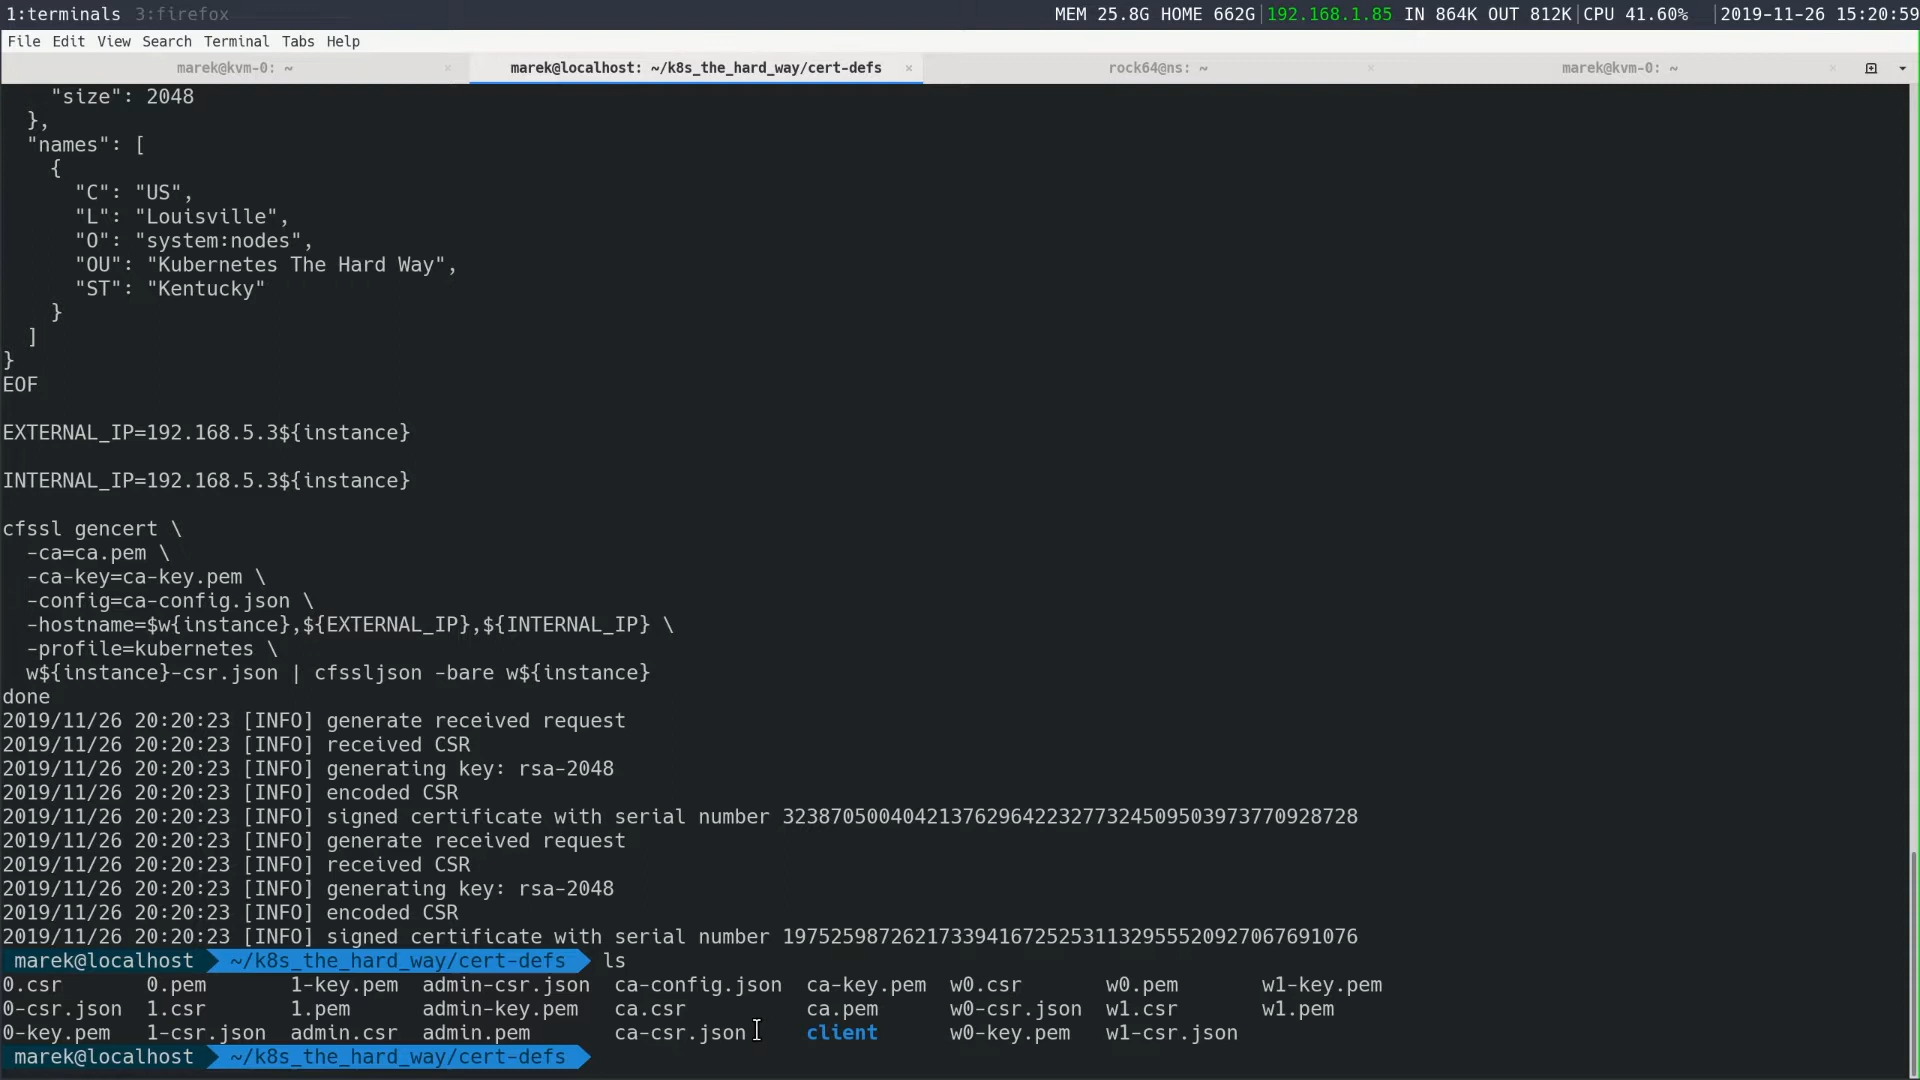 1:terminals 3:firefox MEM 25.8G HOME 662G|192.168.1.85 IN 864K OUT 812K|CPU 41.60% |2019-11-26 15:20:59
File Edit View Search Terminal Tabs Help
marek@kvm-0: ~ × marek@localhost: ~/k8s_the_hard_way/cert-defs × rock64@ns: ~ × marek@kvm-0: ~ ×
    "size": 2048
  },
  "names": [
    {
      "C": "US",
      "L": "Louisville",
      "O": "system:nodes",
      "OU": "Kubernetes The Hard Way",
      "ST": "Kentucky"
    }
  ]
}
EOF
EXTERNAL_IP=192.168.5.3${instance}
INTERNAL_IP=192.168.5.3${instance}
cfssl gencert \
  -ca=ca.pem \
  -ca-key=ca-key.pem \
  -config=ca-config.json \
  -hostname=$w{instance},${EXTERNAL_IP},${INTERNAL_IP} \
  -profile=kubernetes \
  w${instance}-csr.json | cfssljson -bare w${instance}
done
2019/11/26 20:20:23 [INFO] generate received request
2019/11/26 20:20:23 [INFO] received CSR
2019/11/26 20:20:23 [INFO] generating key: rsa-2048
2019/11/26 20:20:23 [INFO] encoded CSR
2019/11/26 20:20:23 [INFO] signed certificate with serial number 323870500404213762964223277324509503973770928728
2019/11/26 20:20:23 [INFO] generate received request
2019/11/26 20:20:23 [INFO] received CSR
2019/11/26 20:20:23 [INFO] generating key: rsa-2048
2019/11/26 20:20:23 [INFO] encoded CSR
2019/11/26 20:20:23 [INFO] signed certificate with serial number 197525987262173394167252531132955520927067691076
marek@localhost ~/k8s_the_hard_way/cert-defs ls
0.csr 0.pem 1-key.pem admin-csr.json ca-config.json ca-key.pem w0.csr w0.pem w1-key.pem
0-csr.json 1.csr 1.pem admin-key.pem ca.csr ca.pem w0-csr.json w1.csr w1.pem
0-key.pem 1-csr.json admin.csr admin.pem ca-csr.json client w0-key.pem w1-csr.json
marek@localhost ~/k8s_the_hard_way/cert-defs